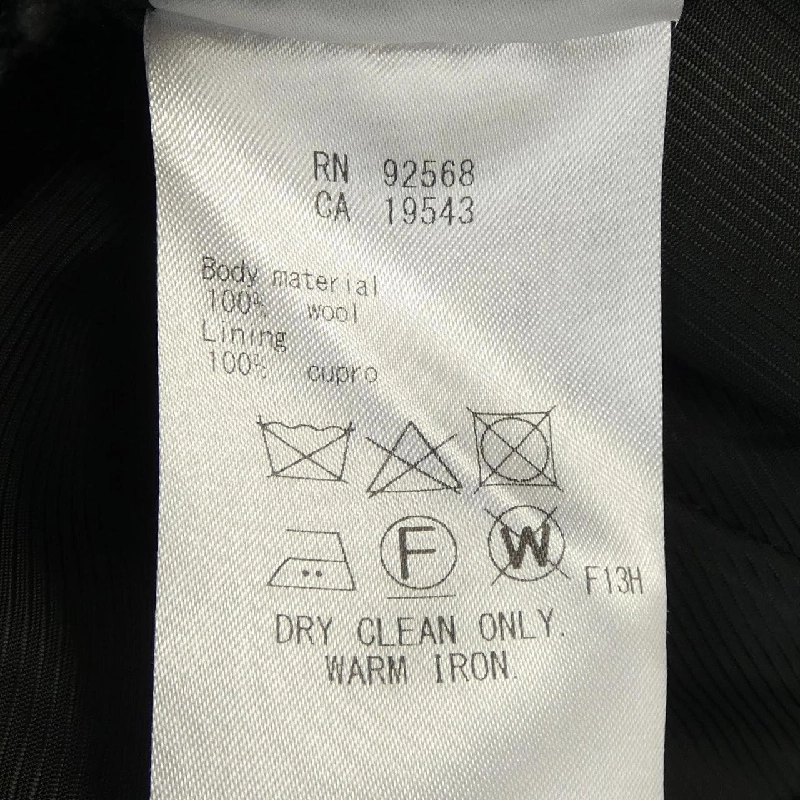 RN 92568
CA 19543
Body material
100% wool
Lining
100% cupro
F W F13H
DRY CLEAN ONLY.
WARM IRON.